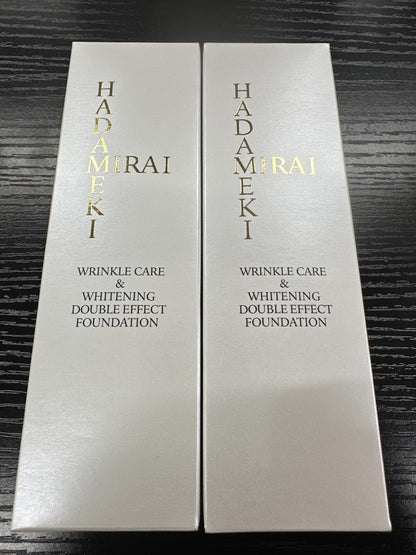 HADAMEKI
MIRAI
WRINKLE CARE
&
WHITENING
DOUBLE EFFECT
FOUNDATION
HADAMEKI
MIRAI
WRINKLE CARE
&
WHITENING
DOUBLE EFFECT
FOUNDATION